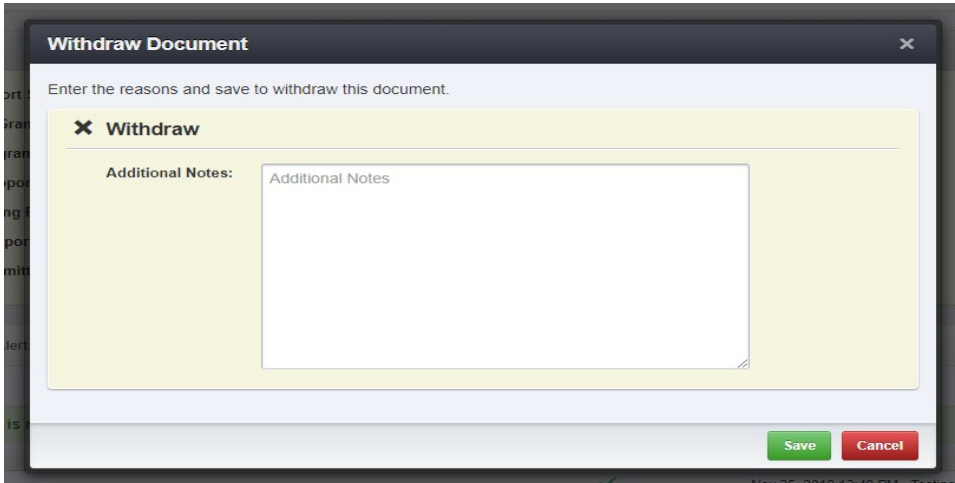 Withdraw Document
×
Enter the reasons and save to withdraw this document.
Withdraw
Additional Notes:
Additional Notes
Save
Cancel